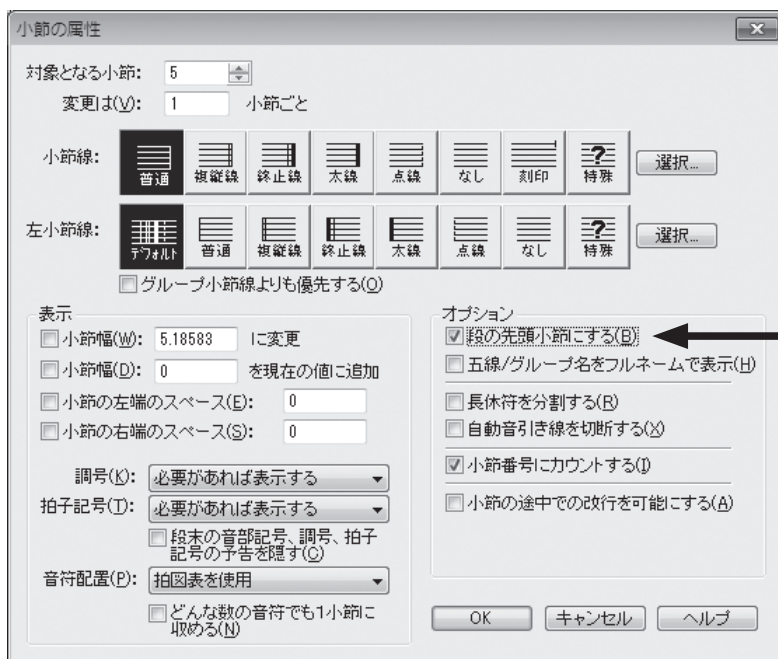 小節の属性
対象となる小節: 5
変更は(V): 1 小節ごと
小節線: 普通 複縦線 終止線 太線 点線 なし 刻印 特殊 選択...
左小節線: デフォルト 普通 複縦線 終止線 太線 点線 なし 特殊 選択...
グループ小節線よりも優先する(O)
表示
小節幅(W): 5.18583 に変更
小節幅(D): 0 を現在の値に追加
小節の左端のスペース(E): 0
小節の右端のスペース(S): 0
調号(K): 必要があれば表示する
拍子記号(T): 必要があれば表示する
段末の音部記号、調号、拍子
記号の予告を隠す(C)
音符配置(P): 拍図表を使用
どんな数の音符でも1小節に
収める(N)
オプション
段の先頭小節にする(B)
五線/グループ名をフルネームで表示(H)
長休符を分割する(R)
自動音引き線を切断する(X)
小節番号にカウントする(I)
小節の途中での改行を可能にする(A)
OK キャンセル ヘルプ